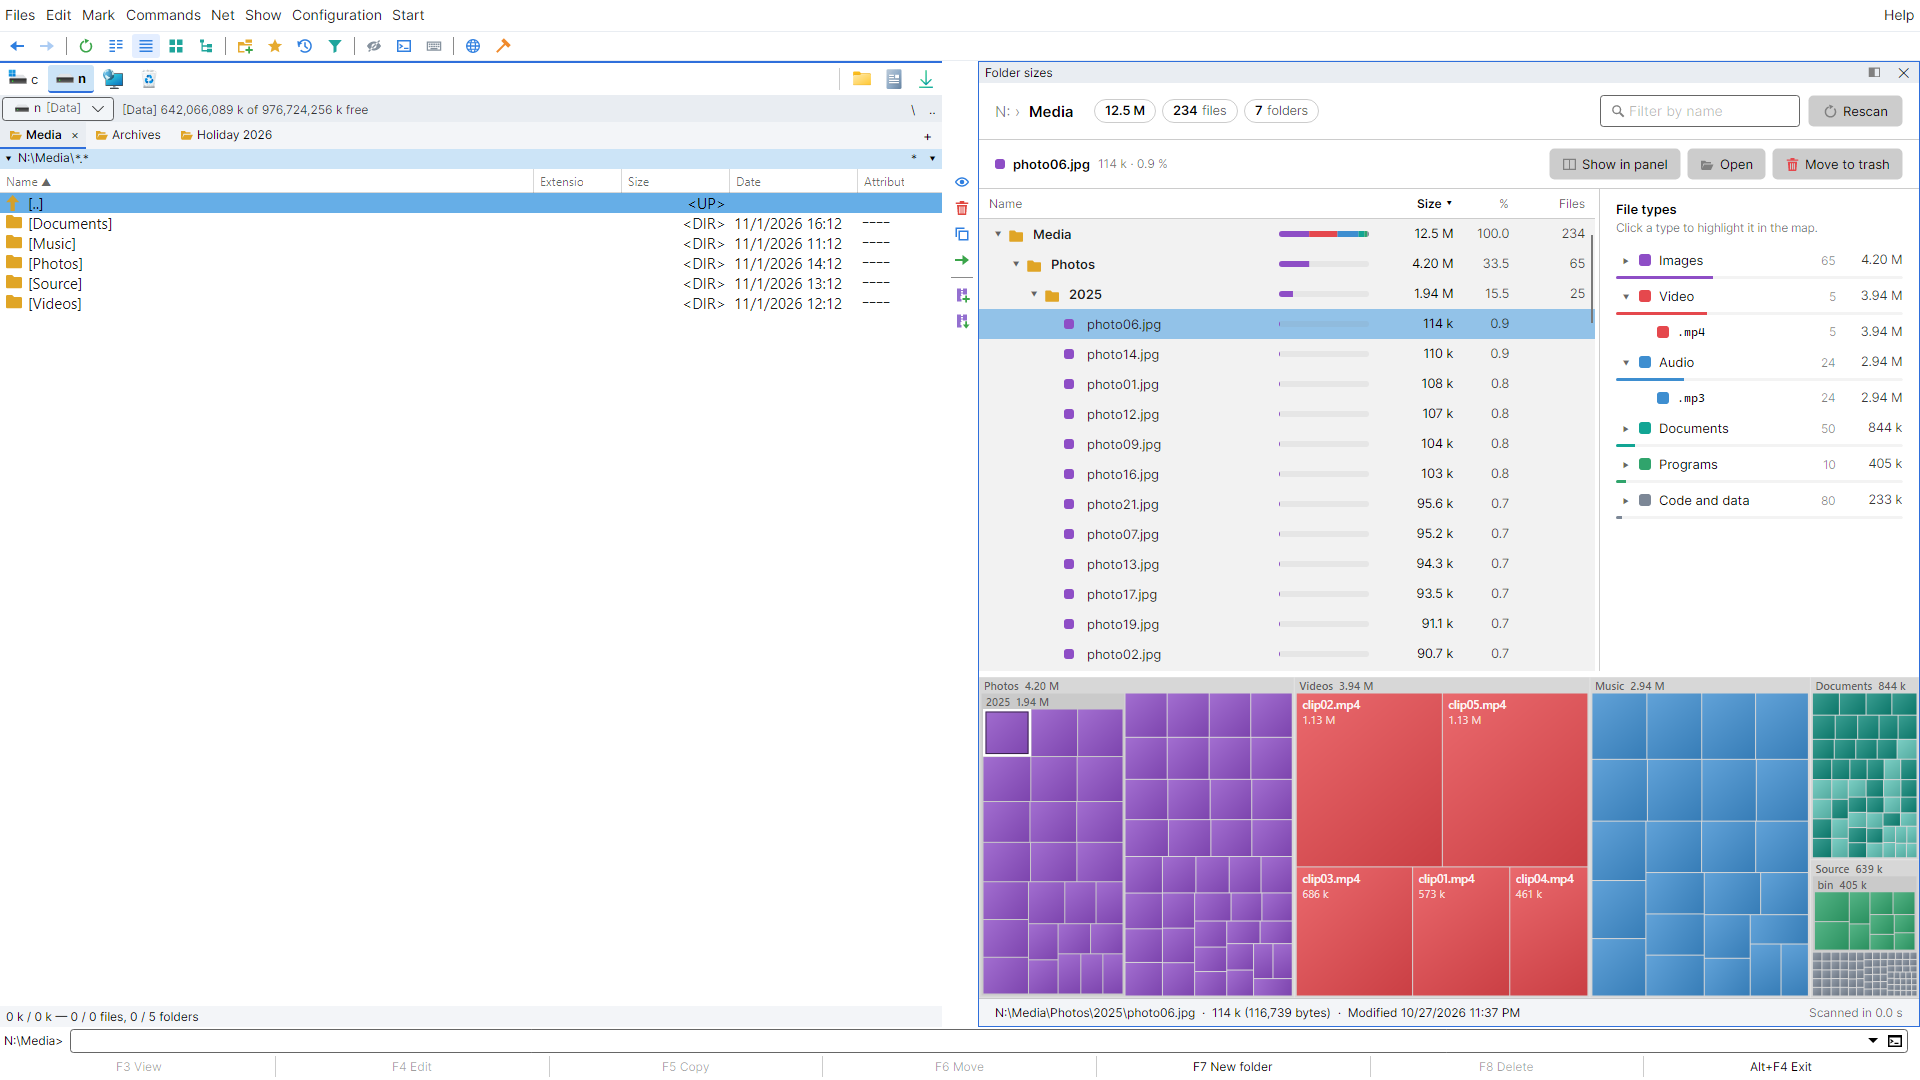 Files Edit Mark Commands Net Show Configuration Start Help
c n
n [Data] [Data] 642,066,089 k of 976,724,256 k free \ ..
Media × Archives Holiday 2026 +
N:\Media\*.* *
Name Extensio Size Date Attribut
[..] <UP>
[Documents] <DIR> 11/1/2026 16:12 ----
[Music] <DIR> 11/1/2026 11:12 ----
[Photos] <DIR> 11/1/2026 14:12 ----
[Source] <DIR> 11/1/2026 13:12 ----
[Videos] <DIR> 11/1/2026 12:12 ----
0 k / 0 k — 0 / 0 files, 0 / 5 folders
Folder sizes
N: › Media 12.5 M 234 files 7 folders Filter by name Rescan
photo06.jpg 114 k · 0.9 % Show in panel Open Move to trash
Name Size % Files
Media 12.5 M 100.0 234
Photos 4.20 M 33.5 65
2025 1.94 M 15.5 25
photo06.jpg 114 k 0.9
photo14.jpg 110 k 0.9
photo01.jpg 108 k 0.8
photo12.jpg 107 k 0.8
photo09.jpg 104 k 0.8
photo16.jpg 103 k 0.8
photo21.jpg 95.6 k 0.7
photo07.jpg 95.2 k 0.7
photo13.jpg 94.3 k 0.7
photo17.jpg 93.5 k 0.7
photo19.jpg 91.1 k 0.7
photo02.jpg 90.7 k 0.7
File types
Click a type to highlight it in the map.
Images 65 4.20 M
Video 5 3.94 M
.mp4 5 3.94 M
Audio 24 2.94 M
.mp3 24 2.94 M
Documents 50 844 k
Programs 10 405 k
Code and data 80 233 k
Photos 4.20 M
2025 1.94 M
Videos 3.94 M
clip02.mp4
1.13 M
clip05.mp4
1.13 M
clip03.mp4
686 k
clip01.mp4
573 k
clip04.mp4
461 k
Music 2.94 M
Documents 844 k
Source 639 k
bin 405 k
N:\Media\Photos\2025\photo06.jpg · 114 k (116,739 bytes) · Modified 10/27/2026 11:37 PM Scanned in 0.0 s
N:\Media>
F3 View F4 Edit F5 Copy F6 Move F7 New folder F8 Delete Alt+F4 Exit